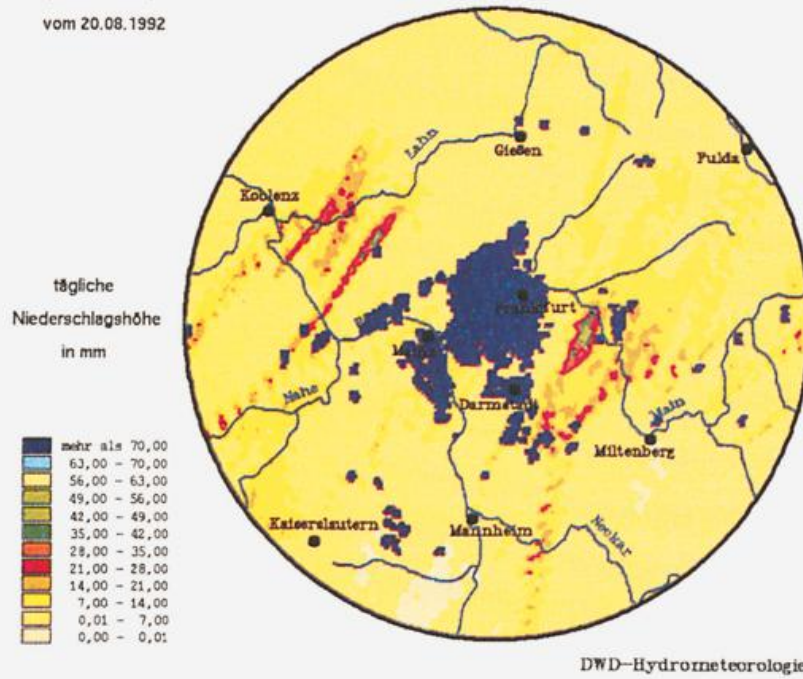 vom 20.08.1992
Lahn
Gießen
Fulda
Koblenz
tägliche
Niederschlagshöhe
in mm
Frankfurt
Mainz
Nahe
Darmstadt
Main
Miltenberg
mehr als 70,00
63,00 - 70,00
56,00 - 63,00
49,00 - 56,00
42,00 - 49,00
35,00 - 42,00
28,00 - 35,00
21,00 - 28,00
14,00 - 21,00
7,00 - 14,00
0,01 - 7,00
0,00 - 0,01
Kaiserslautern
Mannheim
Neckar
DWD-Hydrometeorologie